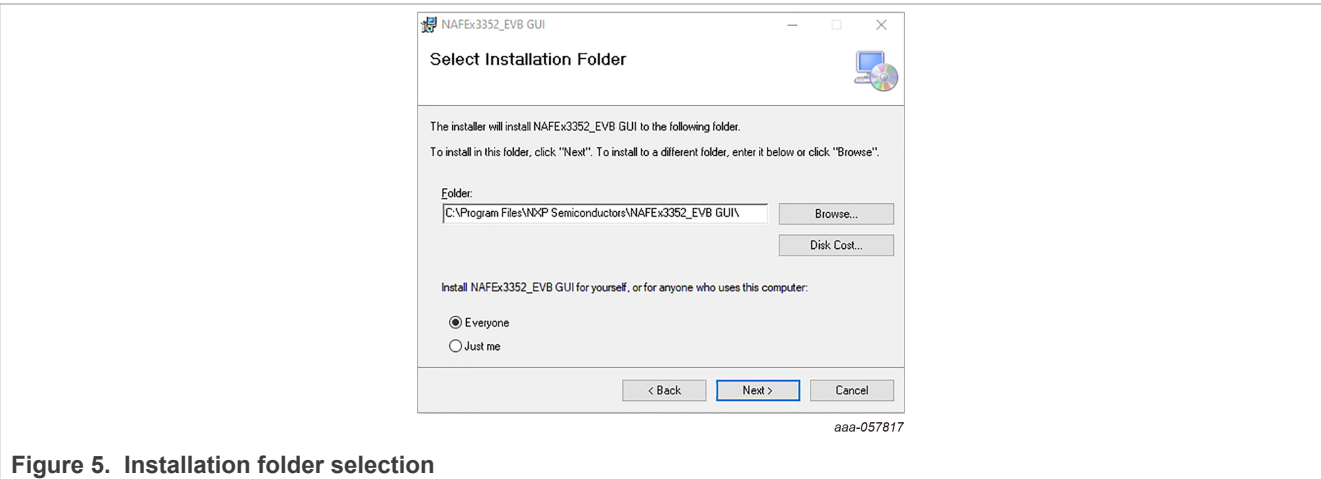 NAFEx3352_EVB GUI
Select Installation Folder
The installer will install NAFEx3352_EVB GUI to the following folder.
To install in this folder, click "Next". To install to a different folder, enter it below or click "Browse".
Folder:
C:\Program Files\NXP Semiconductors\NAFEx3352_EVB GUI\
Browse...
Disk Cost...
Install NAFEx3352_EVB GUI for yourself, or for anyone who uses this computer:
Everyone
Just me
< Back
Next >
Cancel
aaa-057817
Figure 5. Installation folder selection